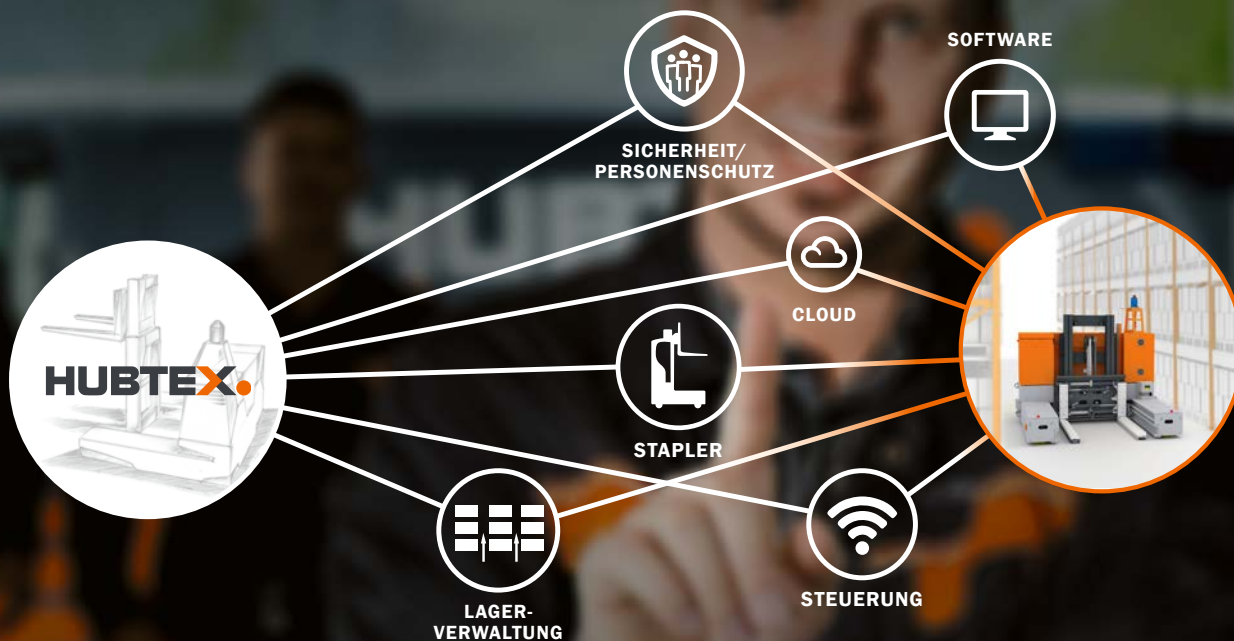 SOFTWARE
SICHERHEIT/
PERSONENSCHUTZ
CLOUD
HUBTEX
STAPLER
STEUERUNG
LAGER-
VERWALTUNG